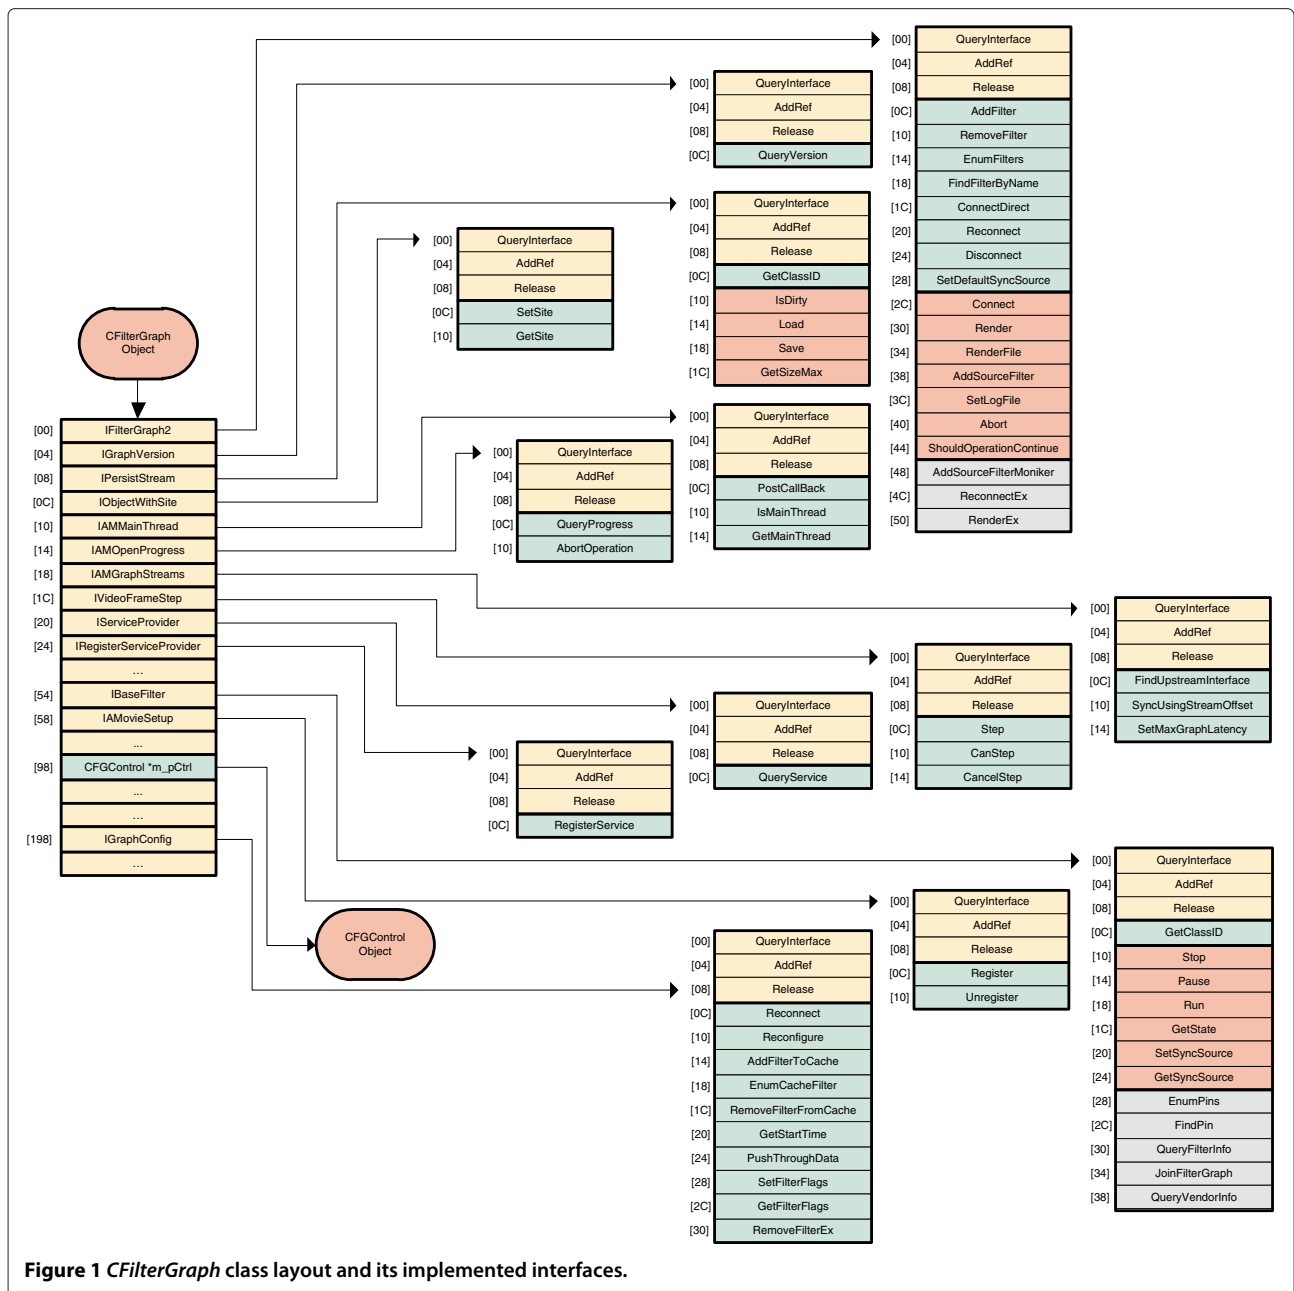 CFilterGraph
Object
[00] IFilterGraph2
[04] IGraphVersion
[08] IPersistStream
[0C] IObjectWithSite
[10] IAMMainThread
[14] IAMOpenProgress
[18] IAMGraphStreams
[1C] IVideoFrameStep
[20] IServiceProvider
[24] IRegisterServiceProvider
...
[54] IBaseFilter
[58] IAMovieSetup
...
[98] CFGControl *m_pCtrl
...
...
[198] IGraphConfig
...
CFGControl
Object
[00] QueryInterface
[04] AddRef
[08] Release
[0C] SetSite
[10] GetSite
[00] QueryInterface
[04] AddRef
[08] Release
[0C] QueryProgress
[10] AbortOperation
[00] QueryInterface
[04] AddRef
[08] Release
[0C] RegisterService
[00] QueryInterface
[04] AddRef
[08] Release
[0C] QueryVersion
[00] QueryInterface
[04] AddRef
[08] Release
[0C] GetClassID
[10] IsDirty
[14] Load
[18] Save
[1C] GetSizeMax
[00] QueryInterface
[04] AddRef
[08] Release
[0C] PostCallBack
[10] IsMainThread
[14] GetMainThread
[00] QueryInterface
[04] AddRef
[08] Release
[0C] QueryService
[00] QueryInterface
[04] AddRef
[08] Release
[0C] Reconnect
[10] Reconfigure
[14] AddFilterToCache
[18] EnumCacheFilter
[1C] RemoveFilterFromCache
[20] GetStartTime
[24] PushThroughData
[28] SetFilterFlags
[2C] GetFilterFlags
[30] RemoveFilterEx
[00] QueryInterface
[04] AddRef
[08] Release
[0C] AddFilter
[10] RemoveFilter
[14] EnumFilters
[18] FindFilterByName
[1C] ConnectDirect
[20] Reconnect
[24] Disconnect
[28] SetDefaultSyncSource
[2C] Connect
[30] Render
[34] RenderFile
[38] AddSourceFilter
[3C] SetLogFile
[40] Abort
[44] ShouldOperationContinue
[48] AddSourceFilterMoniker
[4C] ReconnectEx
[50] RenderEx
[00] QueryInterface
[04] AddRef
[08] Release
[0C] Step
[10] CanStep
[14] CancelStep
[00] QueryInterface
[04] AddRef
[08] Release
[0C] Register
[10] Unregister
[00] QueryInterface
[04] AddRef
[08] Release
[0C] FindUpstreamInterface
[10] SyncUsingStreamOffset
[14] SetMaxGraphLatency
[00] QueryInterface
[04] AddRef
[08] Release
[0C] GetClassID
[10] Stop
[14] Pause
[18] Run
[1C] GetState
[20] SetSyncSource
[24] GetSyncSource
[28] EnumPins
[2C] FindPin
[30] QueryFilterInfo
[34] JoinFilterGraph
[38] QueryVendorInfo
Figure 1 CFilterGraph class layout and its implemented interfaces.